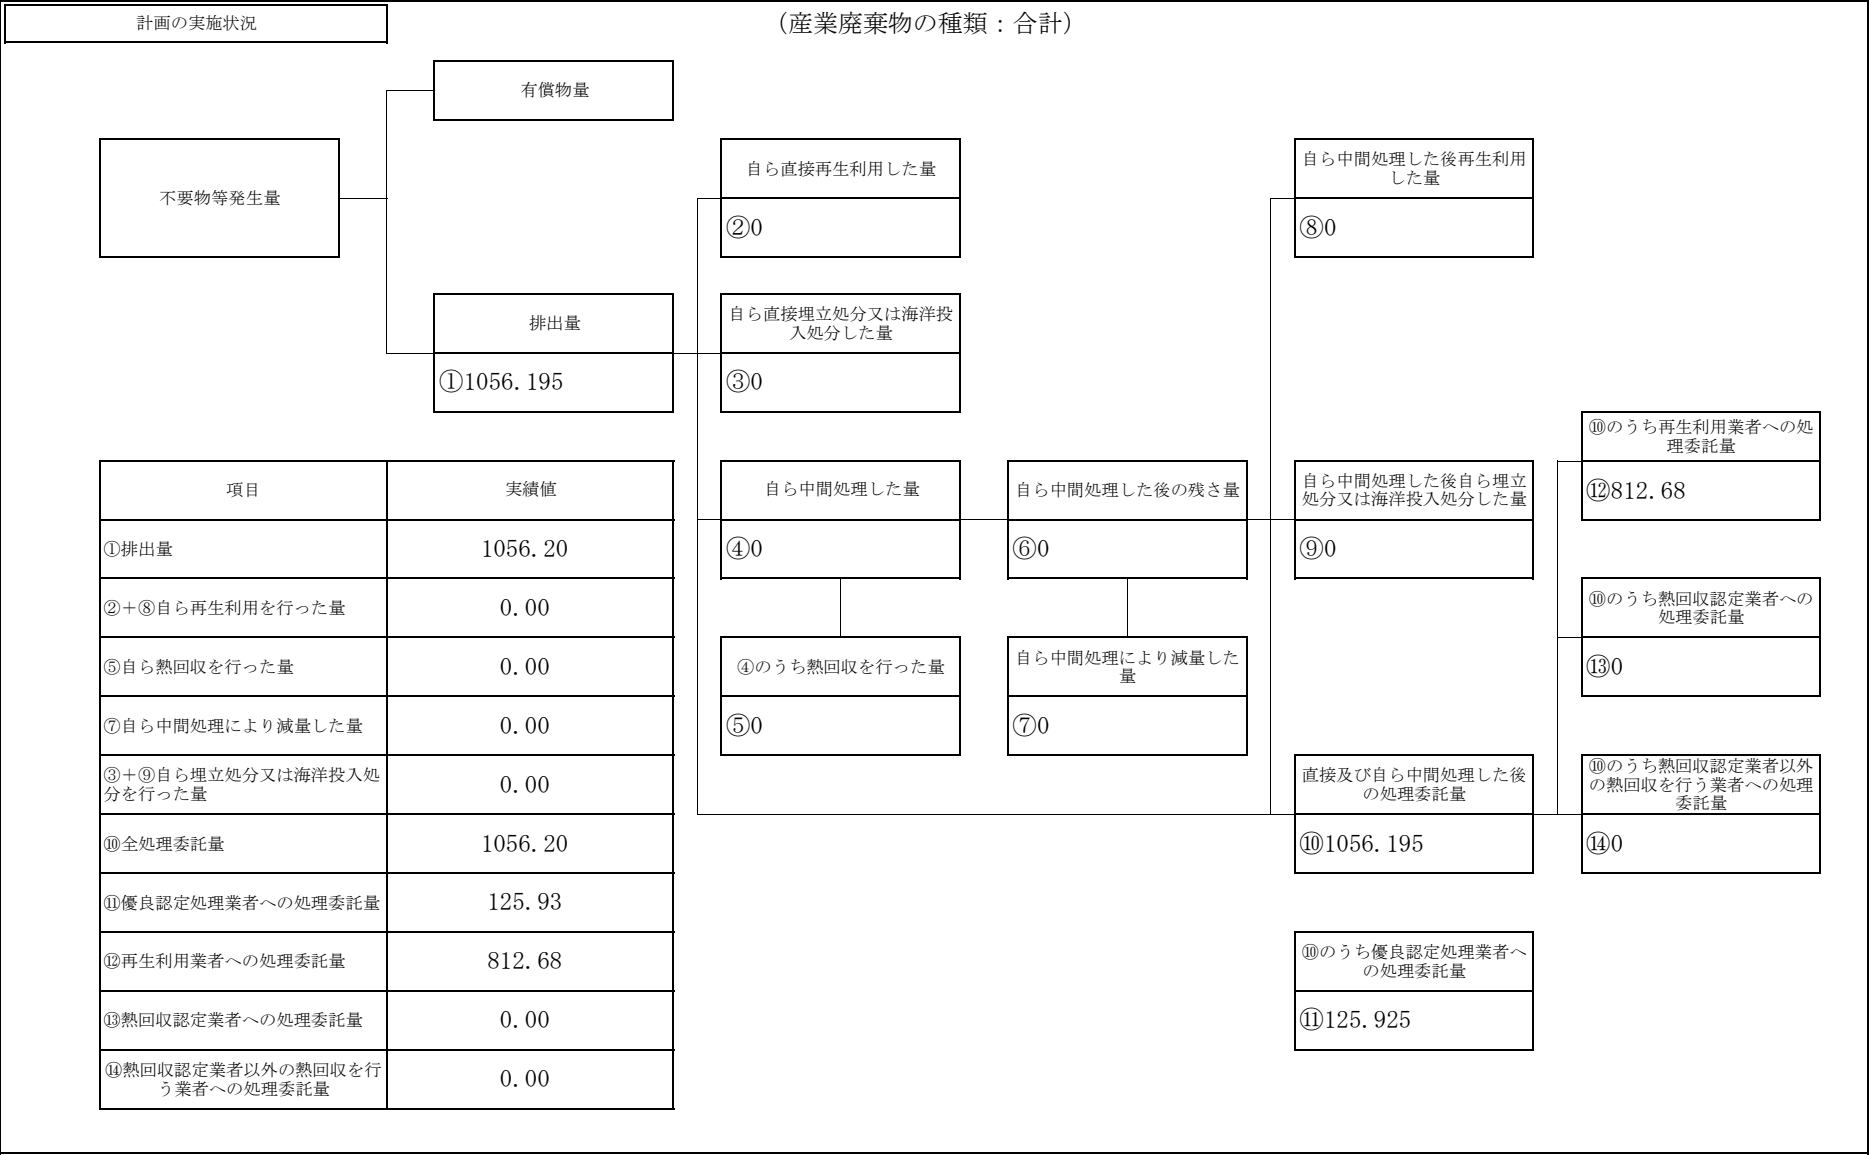 計画の実施状況
（産業廃棄物の種類：合計）
有償物量
不要物等発生量
排出量
①1056.195
自ら直接再生利用した量
②0
自ら直接埋立処分又は海洋投
入処分した量
③0
自ら中間処理した量
④0
④のうち熱回収を行った量
⑤0
自ら中間処理した後の残さ量
⑥0
自ら中間処理により減量した
量
⑦0
自ら中間処理した後再生利用
した量
⑧0
自ら中間処理した後自ら埋立
処分又は海洋投入処分した量
⑨0
直接及び自ら中間処理した後
の処理委託量
⑩1056.195
⑩のうち優良認定処理業者へ
の処理委託量
⑪125.925
⑩のうち再生利用業者への処
理委託量
⑫812.68
⑩のうち熱回収認定業者への
処理委託量
⑬0
⑩のうち熱回収認定業者以外
の熱回収を行う業者への処理
委託量
⑭0
項目 実績値
①排出量 1056.20
②＋⑧自ら再生利用を行った量 0.00
⑤自ら熱回収を行った量 0.00
⑦自ら中間処理により減量した量 0.00
③＋⑨自ら埋立処分又は海洋投入処
分を行った量 0.00
⑩全処理委託量 1056.20
⑪優良認定処理業者への処理委託量 125.93
⑫再生利用業者への処理委託量 812.68
⑬熱回収認定業者への処理委託量 0.00
⑭熱回収認定業者以外の熱回収を行
う業者への処理委託量 0.00